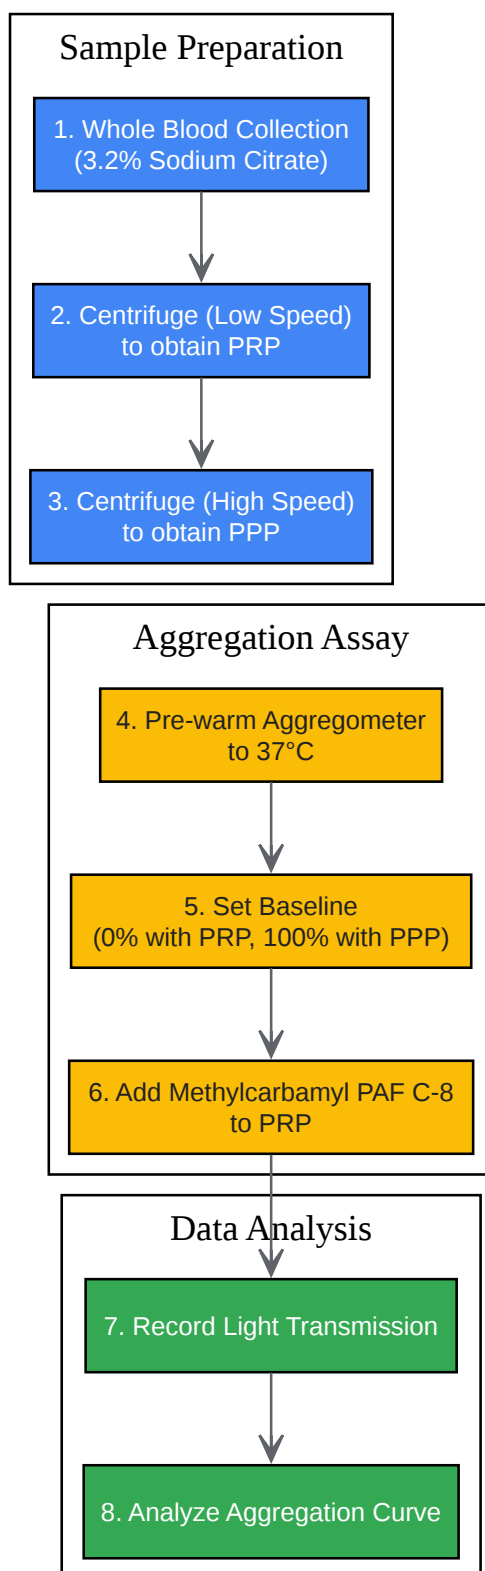 Sample Preparation
1. Whole Blood Collection
(3.2% Sodium Citrate)
2. Centrifuge (Low Speed)
to obtain PRP
3. Centrifuge (High Speed)
to obtain PPP
Aggregation Assay
4. Pre-warm Aggregometer
to 37°C
5. Set Baseline
(0% with PRP, 100% with PPP)
6. Add Methylcarbamyl PAF C-8
to PRP
Data Analysis
7. Record Light Transmission
8. Analyze Aggregation Curve